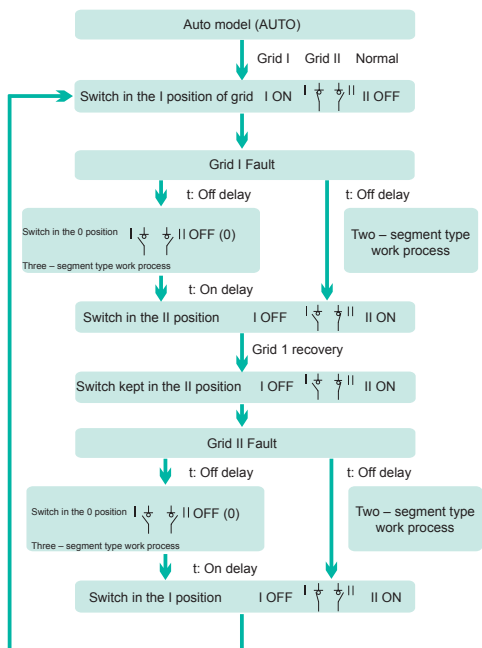 Auto model (AUTO)
Grid I Grid II Normal
Switch in the I position of grid I ON I II II OFF
Grid I Fault
t: Off delay t: Off delay
Switch in the 0 position I II OFF (0)
Three – segment type work process
Two – segment type
work process
t: On delay
Switch in the II position I OFF I II II ON
Grid 1 recovery
Switch kept in the II position I OFF I II II ON
Grid II Fault
t: Off delay t: Off delay
Switch in the 0 position I II OFF (0)
Three – segment type work process
Two – segment type
work process
t: On delay
Switch in the I position I OFF I II II ON